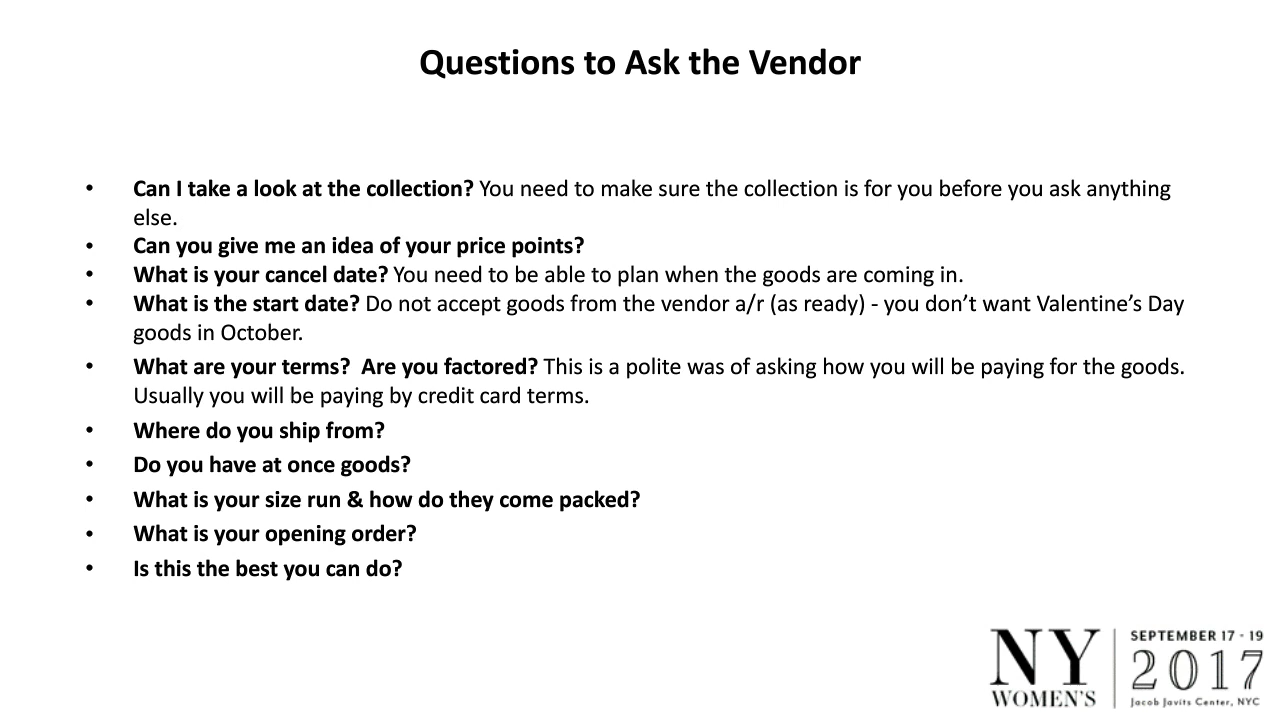 Questions to Ask the Vendor
• Can I take a look at the collection? You need to make sure the collection is for you before you ask anything
else.
• Can you give me an idea of your price points?
• What is your cancel date? You need to be able to plan when the goods are coming in.
• What is the start date? Do not accept goods from the vendor a/r (as ready) - you don’t want Valentine’s Day
goods in October.
• What are your terms?  Are you factored? This is a polite was of asking how you will be paying for the goods.
Usually you will be paying by credit card terms.
• Where do you ship from?
• Do you have at once goods?
• What is your size run & how do they come packed?
• What is your opening order?
• Is this the best you can do?
NY
WOMEN'S
SEPTEMBER 17 - 19
2017
Jacob Javits Center, NYC